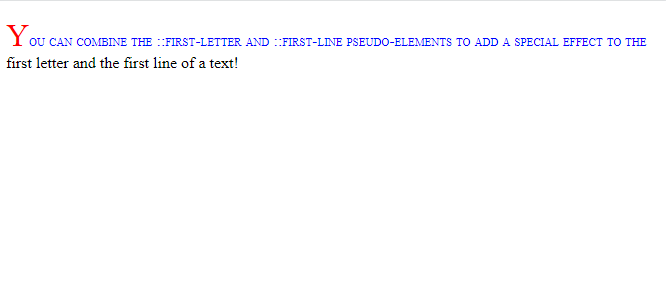 You can combine the ::first-letter and ::first-line pseudo-elements to add a special effect to the
first letter and the first line of a text!